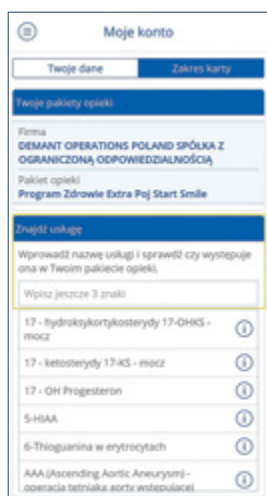 Moje konto
Twoje dane
Zakres karty
Twoje pakiety opieki
Firma
DEMANT OPERATIONS POLAND SPÓŁKA Z
OGRANICZONĄ ODPOWIEDZIALNOŚCIĄ
Pakiet opieki
Program Zdrowie Extra Poj Start Smile
Znajdź usługę
Wprowadź nazwę usługi i sprawdź czy występuje
ona w Twoim pakiecie opieki.
Wpisz jeszcze 3 znaki
17 - hydroksykortykosterydy 17-OHKS -
mocz
17 - ketosterydy 17-KS - mocz
17 - OH Progesteron
5-HIAA
6-Thioguanina w erytrocytach
AAA (Ascending Aortic Aneurysm) -
operacja tętniaka aorty wstępującej